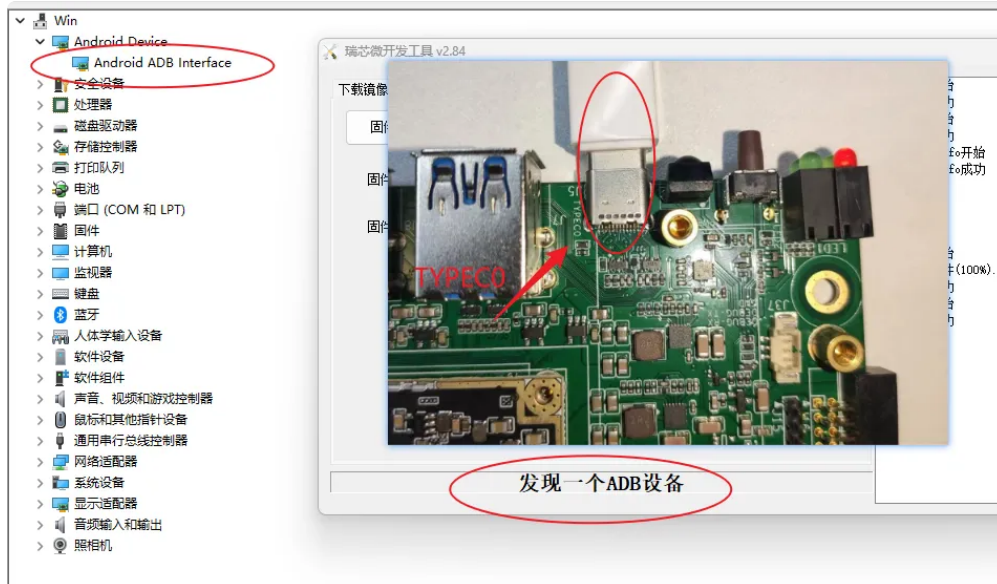 Win
Android Device
Android ADB Interface
安全设备
处理器
磁盘驱动器
存储控制器
打印队列
电池
端口 (COM 和 LPT)
固件
计算机
监视器
键盘
蓝牙
人体学输入设备
软件设备
软件组件
声音、视频和游戏控制器
鼠标和其他指针设备
通用串行总线控制器
网络适配器
系统设备
显示适配器
音频输入和输出
照相机
瑞芯微开发工具 v2.84
下载镜像
固件
固件
固件
J5
TYPEC0
J7
TYPEC0
LED1
J37
DEBUG
DEBUG
fo开始
fo成功
件(100%).
发现一个ADB设备